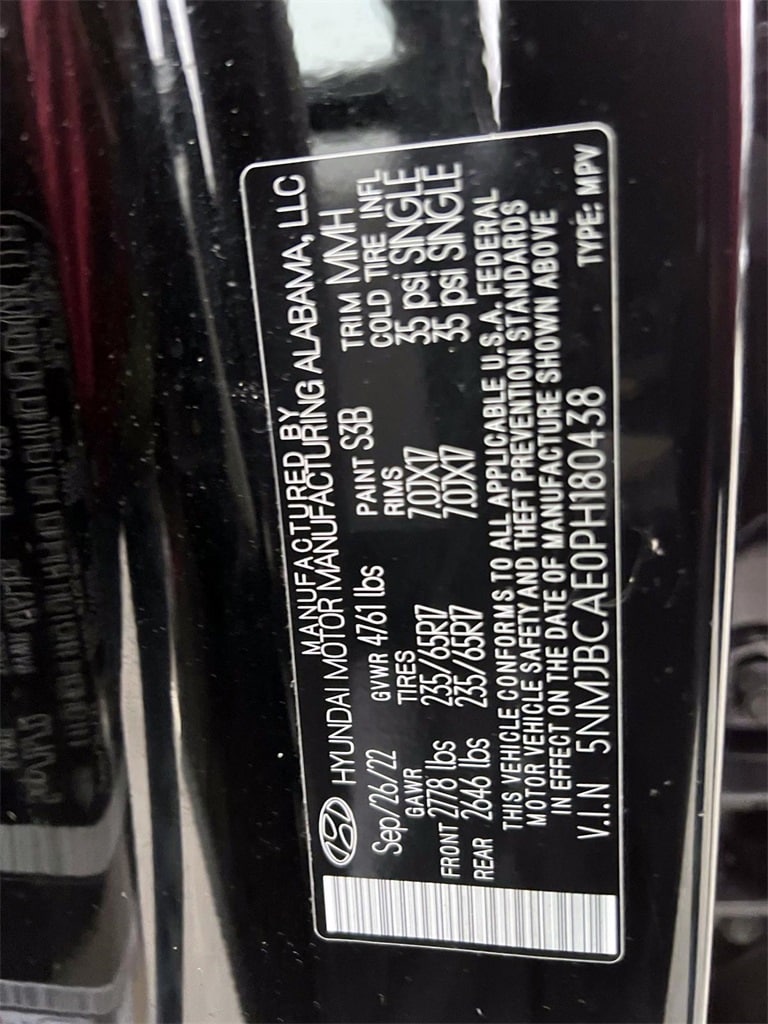 MANUFACTURED BY
HYUNDAI MOTOR MANUFACTURING ALABAMA, LLC
Sep/26/22 GVWR 4761 lbs PAINT S3B TRIM MMH
GAWR TIRES RIMS COLD TIRE INFL
FRONT 2778 lbs 235/65R17 7.0JX17 35 psi SINGLE
REAR 2646 lbs 235/65R17 7.0JX17 35 psi SINGLE
THIS VEHICLE CONFORMS TO ALL APPLICABLE U.S.A. FEDERAL
MOTOR VEHICLE SAFETY AND THEFT PREVENTION STANDARDS
IN EFFECT ON THE DATE OF MANUFACTURE SHOWN ABOVE
V.I.N 5NMJBCAE0PH180438 TYPE: MPV